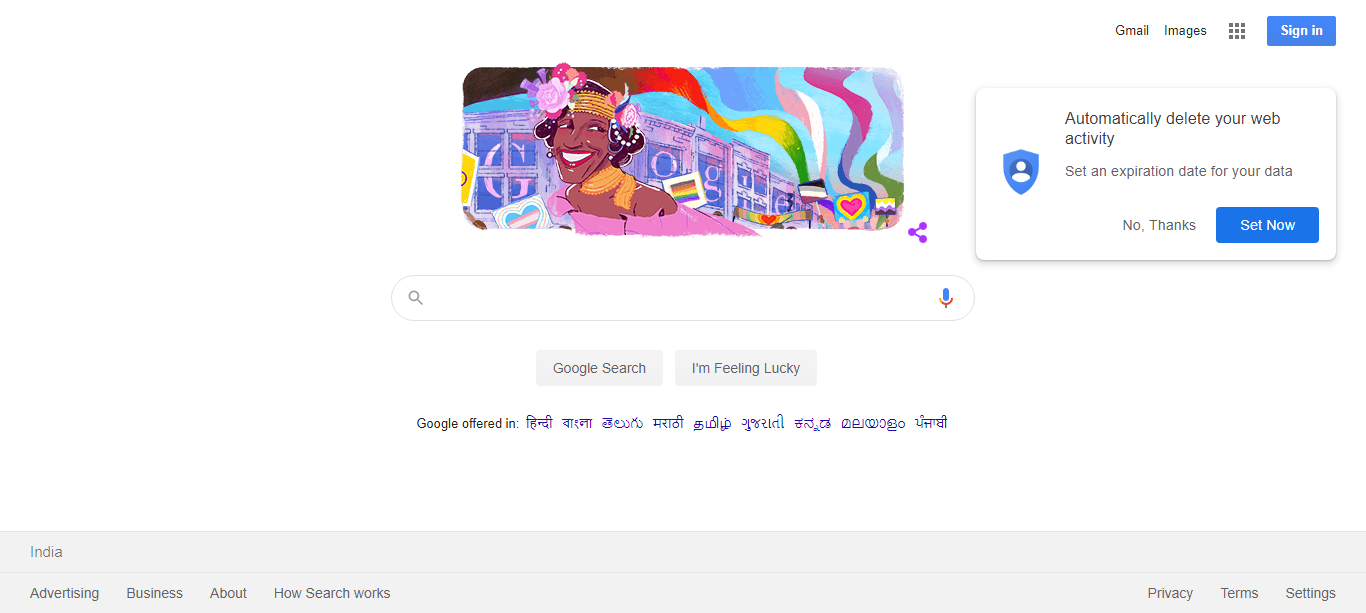 Gmail Images Sign in
Google
Automatically delete your web
activity
Set an expiration date for your data
No, Thanks Set Now
Google Search I'm Feeling Lucky
Google offered in: हिन्दी বাংলা తెలుగు मराठी தமிழ் ગુજરાતી ಕನ್ನಡ മലയാളം ਪੰਜਾਬੀ
India
Advertising Business About How Search works Privacy Terms Settings